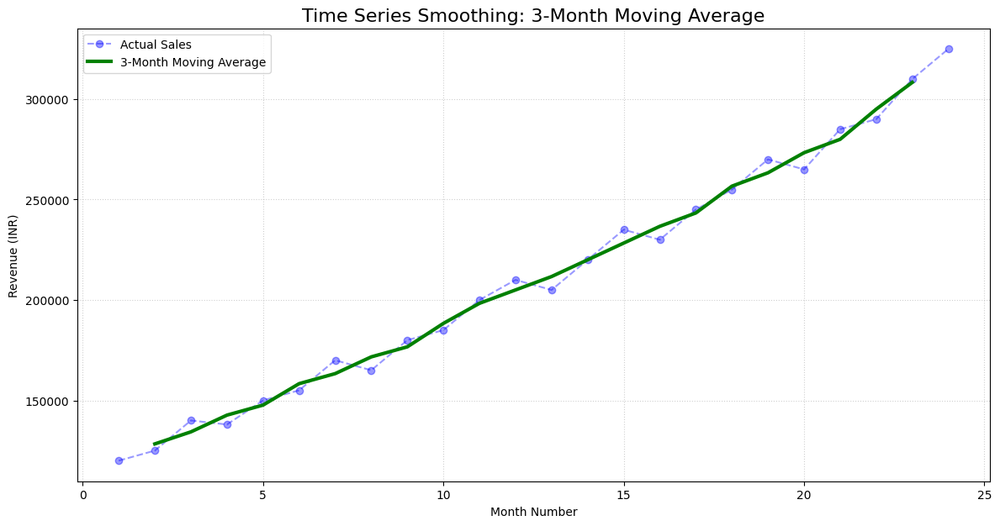 Time Series Smoothing: 3-Month Moving Average
Actual Sales
3-Month Moving Average
Revenue (INR)
300000
250000
200000
150000
0 5 10 15 20 25
Month Number